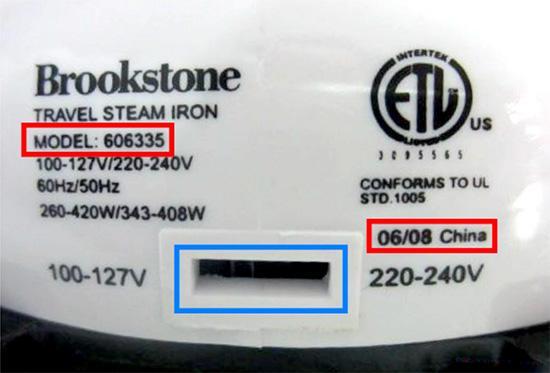 Brookstone
TRAVEL STEAM IRON
MODEL: 606335
100-127V/220-240V
60Hz/50Hz
260-420W/343-408W
INTERTEK
ETL
US
LISTED
3095565
CONFORMS TO UL
STD.1005
06/08 China
100-127V
220-240V